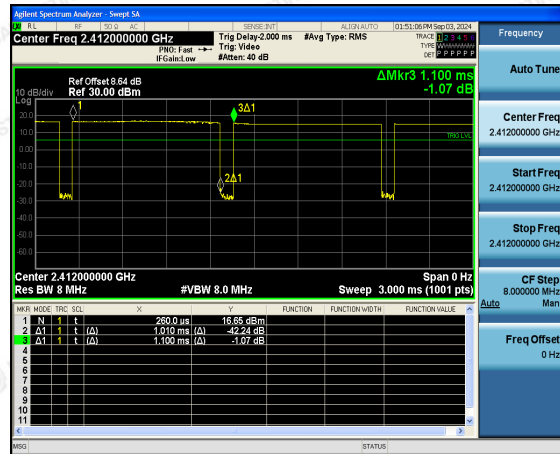 Agilent Spectrum Analyzer - Swept SA
RL RF 50 Ω AC SENSE:INT ALIGN AUTO 01:51:06 PM Sep 03, 2024
Center Freq 2.412000000 GHz Trig Delay-2.000 ms #Avg Type: RMS TRACE 1 2 3 4 5 6
PNO: Fast Trig: Video TYPE WWWWWW
IFGain:Low #Atten: 40 dB DET P P P P P P
ΔMkr3 1.100 ms
-1.07 dB
Ref Offset 8.64 dB
10 dB/div Ref 30.00 dBm
Log
1
3Δ1
20.0
TRIG LVL
10.0
0.00
-10.0
2Δ1
-20.0
-30.0
-40.0
-50.0
-60.0
Center 2.412000000 GHz Span 0 Hz
Res BW 8 MHz #VBW 8.0 MHz Sweep 3.000 ms (1001 pts)
MKR MODE TRC SCL X Y FUNCTION FUNCTION WIDTH FUNCTION VALUE
1 N 1 t 260.0 µs 16.65 dBm
2 Δ1 1 t (Δ) 1.010 ms (Δ) -42.24 dB
3 Δ1 1 t (Δ) 1.100 ms (Δ) -1.07 dB
4
5
6
7
8
9
10
11
MSG STATUS
Frequency
Auto Tune
Center Freq
2.412000000 GHz
Start Freq
2.412000000 GHz
Stop Freq
2.412000000 GHz
CF Step
8.000000 MHz
Auto Man
Freq Offset
0 Hz